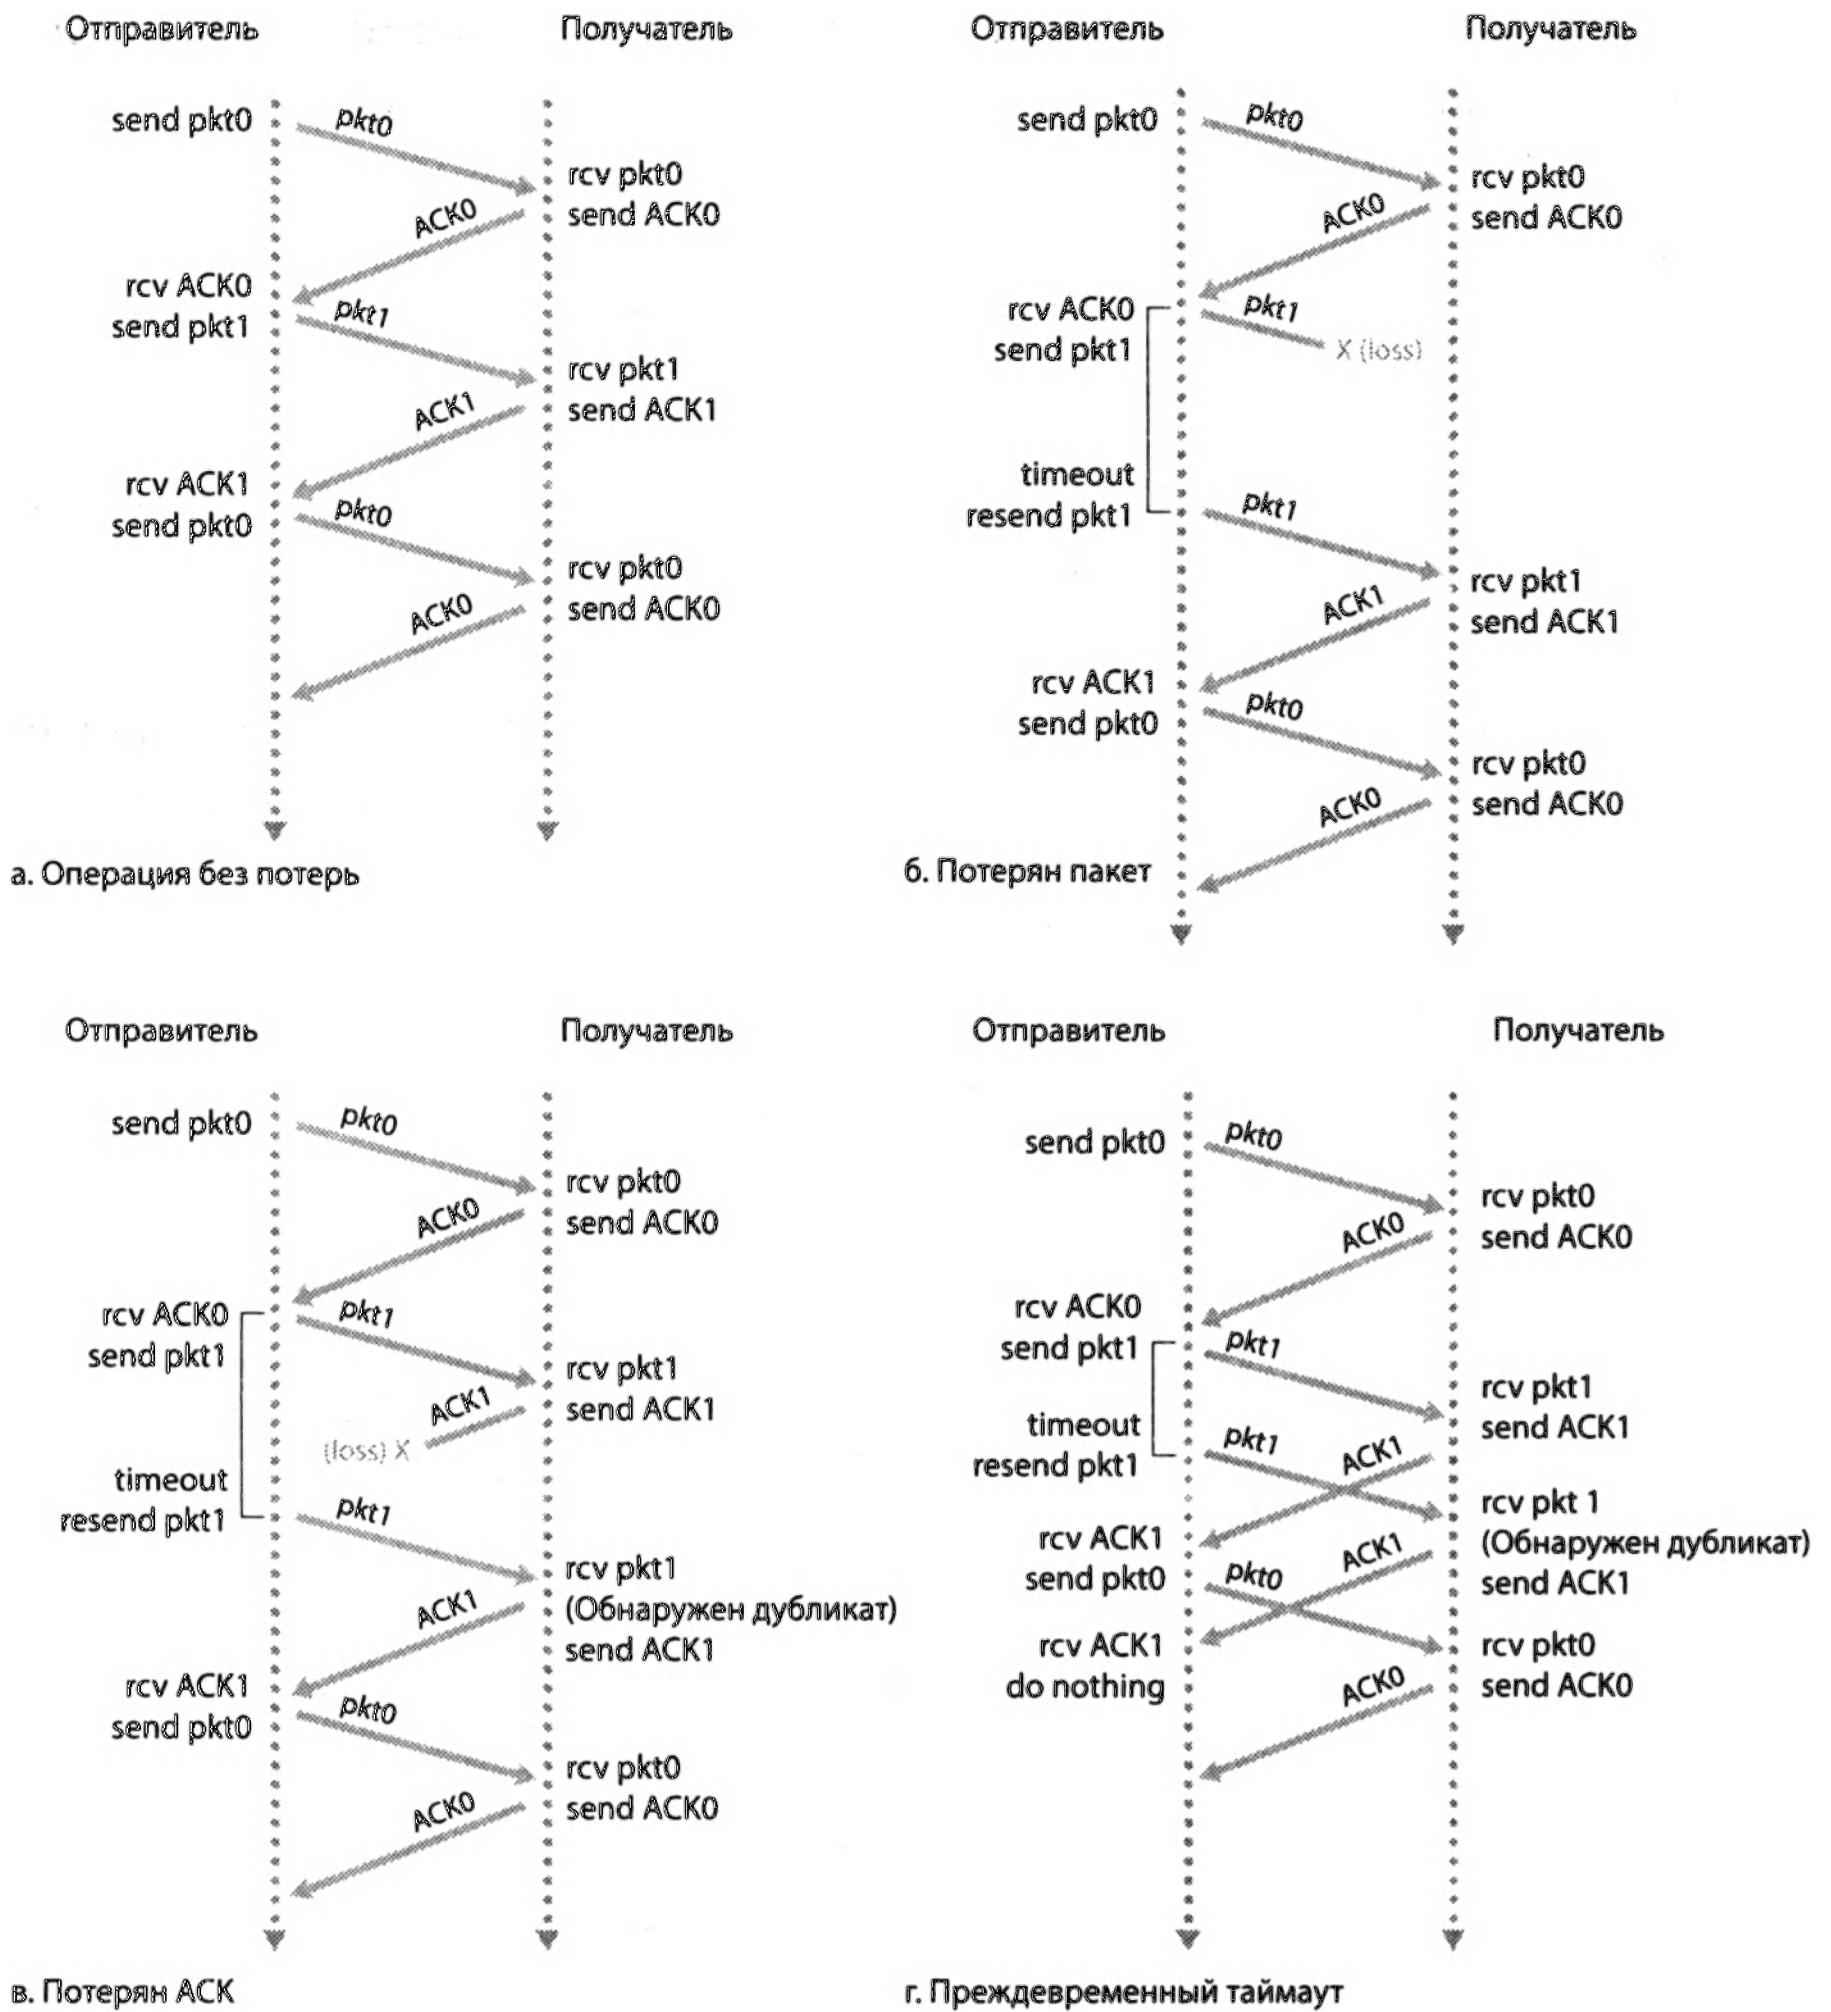 Отправитель
Получатель
send pkt0
pkt0
rcv pkt0
send ACK0
ACK0
rcv ACK0
send pkt1
pkt1
rcv pkt1
send ACK1
ACK1
rcv ACK1
send pkt0
pkt0
rcv pkt0
send ACK0
ACK0
а. Операция без потерь
Отправитель
Получатель
send pkt0
pkt0
rcv pkt0
send ACK0
ACK0
rcv ACK0
send pkt1
pkt1
X (loss)
timeout
resend pkt1
pkt1
rcv pkt1
send ACK1
ACK1
rcv ACK1
send pkt0
pkt0
rcv pkt0
send ACK0
ACK0
б. Потерян пакет
Отправитель
Получатель
send pkt0
pkt0
rcv pkt0
send ACK0
ACK0
rcv ACK0
send pkt1
pkt1
rcv pkt1
send ACK1
ACK1
(loss) X
timeout
resend pkt1
pkt1
rcv pkt1
(Обнаружен дубликат)
send ACK1
ACK1
rcv ACK1
send pkt0
pkt0
rcv pkt0
send ACK0
ACK0
в. Потерян АСК
Отправитель
Получатель
send pkt0
pkt0
rcv pkt0
send ACK0
ACK0
rcv ACK0
send pkt1
pkt1
rcv pkt1
send ACK1
timeout
resend pkt1
pkt1
ACK1
rcv pkt 1
(Обнаружен дубликат)
send ACK1
rcv ACK1
send pkt0
ACK1
pkt0
rcv ACK1
do nothing
rcv pkt0
send ACK0
ACK0
г. Преждевременный таймаут